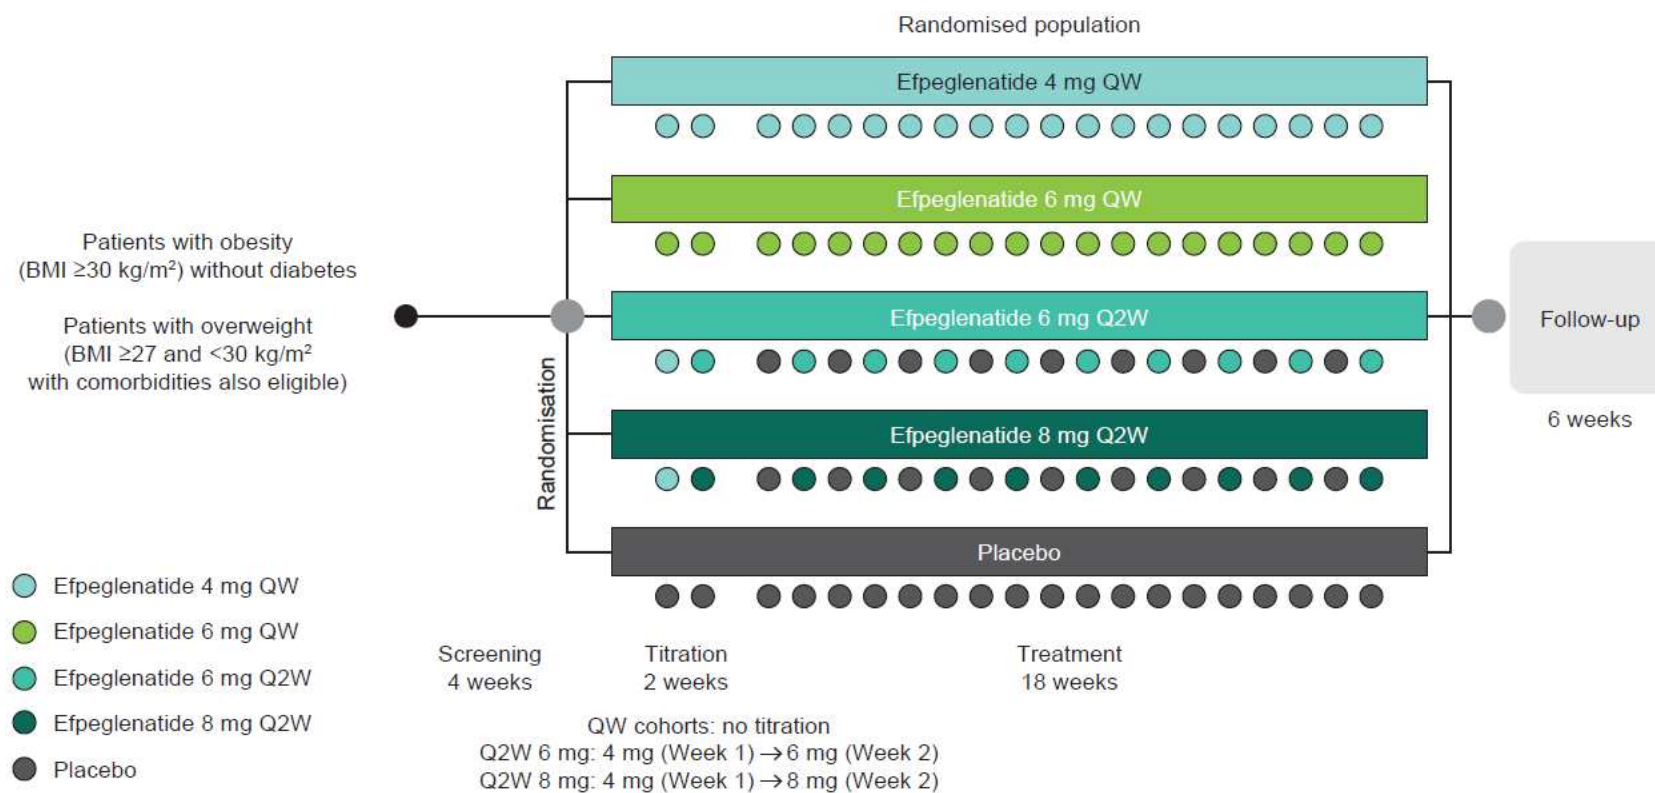 Randomised population
Efpeglenatide 4 mg QW
Efpeglenatide 6 mg QW
Efpeglenatide 6 mg Q2W
Efpeglenatide 8 mg Q2W
Placebo
Patients with obesity
(BMI ≥30 kg/m²) without diabetes
Patients with overweight
(BMI ≥27 and <30 kg/m²
with comorbidities also eligible)
Randomisation
Follow-up
6 weeks
Efpeglenatide 4 mg QW
Efpeglenatide 6 mg QW
Efpeglenatide 6 mg Q2W
Efpeglenatide 8 mg Q2W
Placebo
Screening
4 weeks
Titration
2 weeks
Treatment
18 weeks
QW cohorts: no titration
Q2W 6 mg: 4 mg (Week 1) → 6 mg (Week 2)
Q2W 8 mg: 4 mg (Week 1) → 8 mg (Week 2)